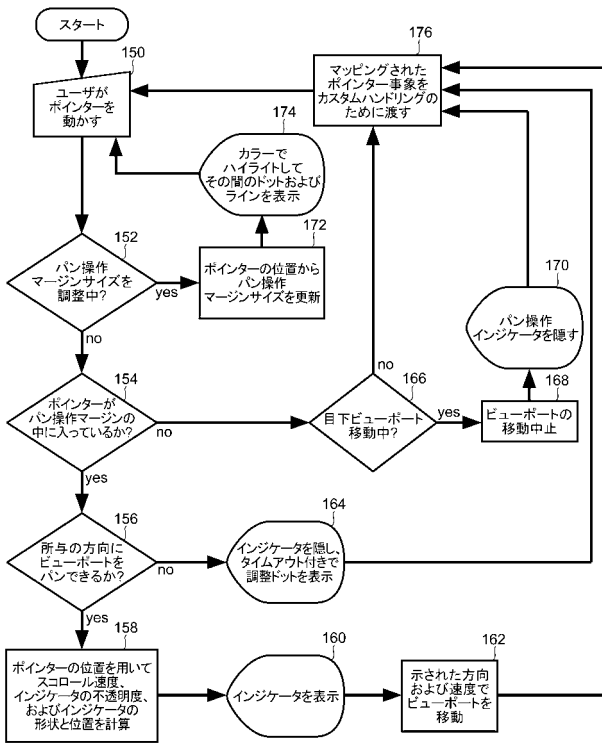 スタート
150
ユーザが
ポインターを
動かす
176
マッピングされた
ポインター事象を
カスタムハンドリングの
ために渡す
174
カラーで
ハイライトして
その間のドットおよび
ラインを表示
152
パン操作
マージンサイズを
調整中?
yes
no
172
ポインターの位置から
パン操作
マージンサイズを更新
170
パン操作
インジケータを隠す
154
ポインターが
パン操作マージンの
中に入っているか?
no
yes
166
目下ビューポート
移動中?
no
yes
168
ビューポートの
移動中止
156
所与の方向に
ビューポートを
パンできるか?
no
yes
164
インジケータを隠し、
タイムアウト付きで
調整ドットを表示
158
ポインターの位置を用いて
スコロール速度、
インジケータの不透明度、
およびインジケータの
形状と位置を計算
160
インジケータを表示
162
示された方向
および速度で
ビューポートを
移動